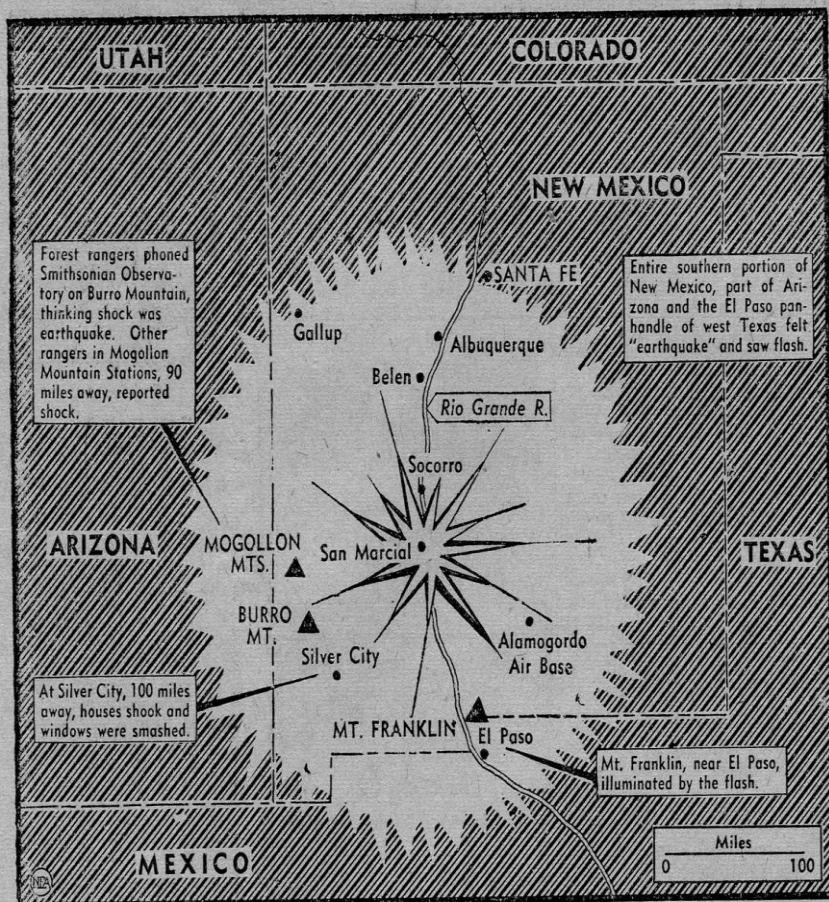 UTAH
COLORADO
NEW MEXICO
Forest rangers phoned
Smithsonian Observa-
tory on Burro Mountain,
thinking shock was
earthquake. Other
rangers in Mogollon
Mountain Stations, 90
miles away, reported
shock.
SANTA FE
Entire southern portion of
New Mexico, part of Ari-
zona and the El Paso pan-
handle of west Texas felt
"earthquake" and saw flash.
Gallup
Albuquerque
Belen
Rio Grande R.
Socorro
ARIZONA
MOGOLLON
MTS.
San Marcial
TEXAS
BURRO
MT.
Alamogordo
Air Base
Silver City
At Silver City, 100 miles
away, houses shook and
windows were smashed.
MT. FRANKLIN
El Paso
Mt. Franklin, near El Paso,
illuminated by the flash.
MEXICO
Miles
0 100
NEA